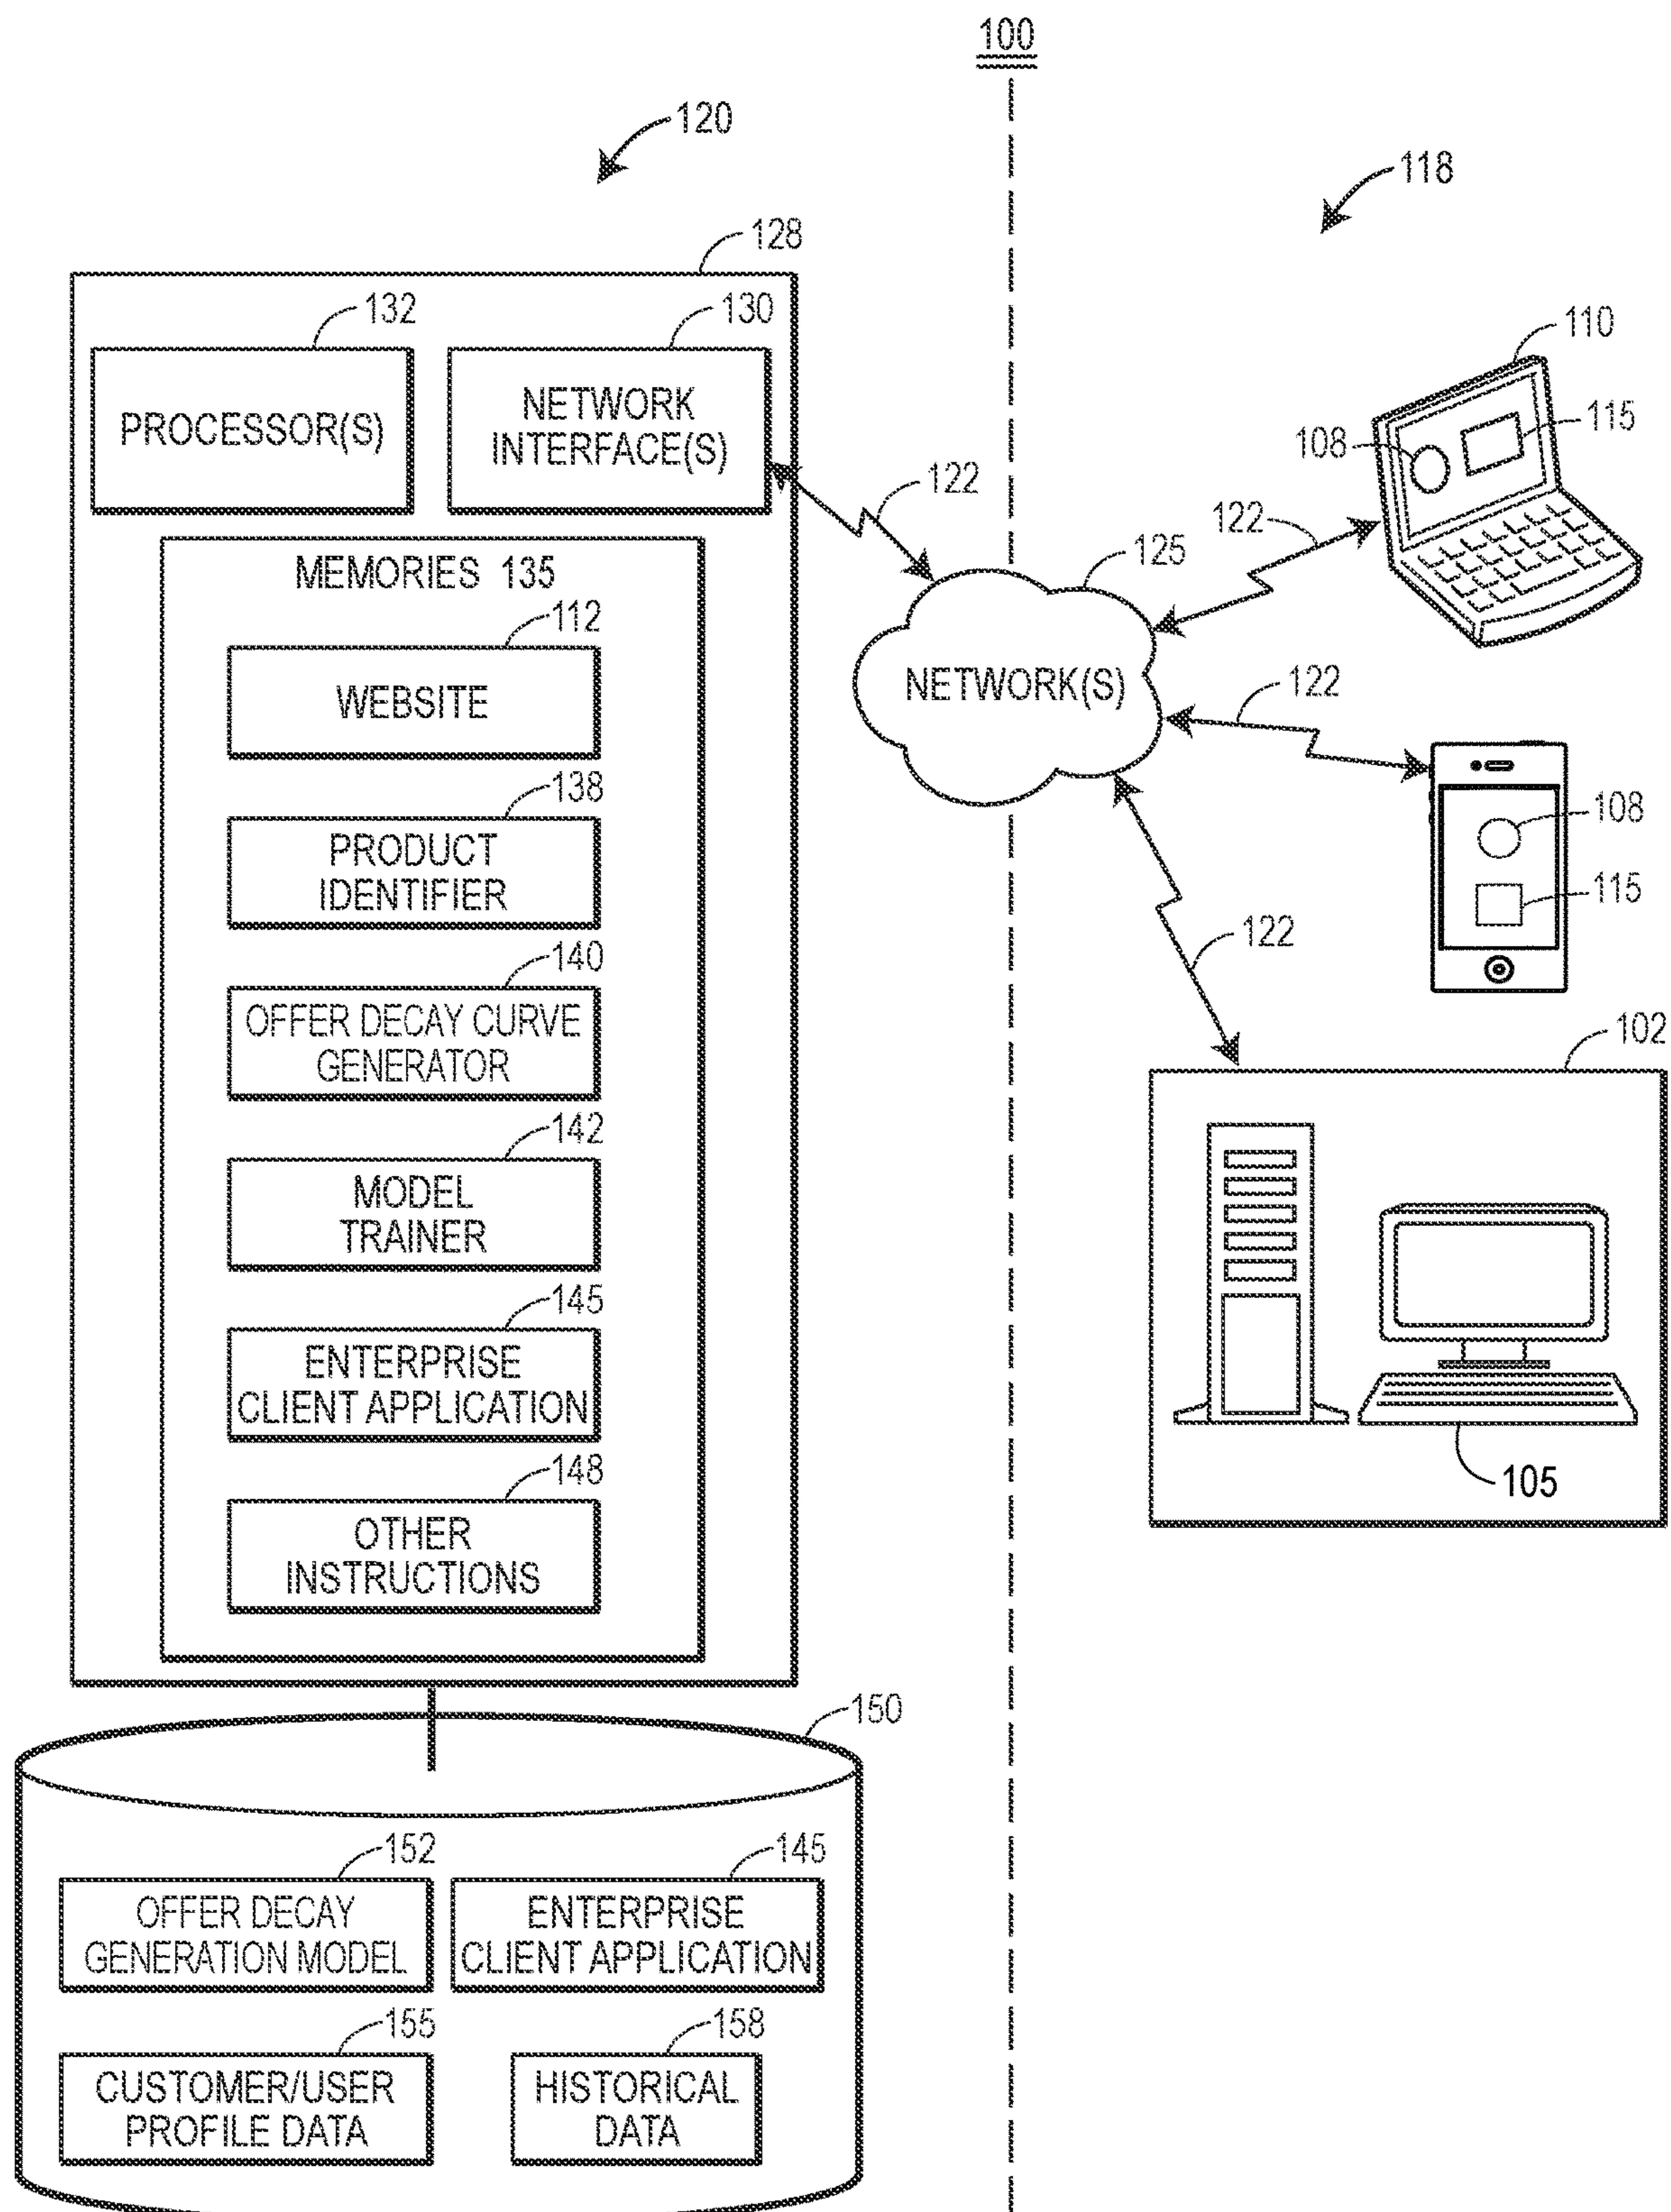 100
120
118
128
132
130
PROCESSOR(S)
NETWORK
INTERFACE(S)
110
108
115
122
122
125
MEMORIES 135
112
WEBSITE
NETWORK(S)
122
138
PRODUCT
IDENTIFIER
108
115
122
140
OFFER DECAY CURVE
GENERATOR
102
142
MODEL
TRAINER
145
ENTERPRISE
CLIENT APPLICATION
105
148
OTHER
INSTRUCTIONS
150
152
OFFER DECAY
GENERATION MODEL
145
ENTERPRISE
CLIENT APPLICATION
155
CUSTOMER/USER
PROFILE DATA
158
HISTORICAL
DATA